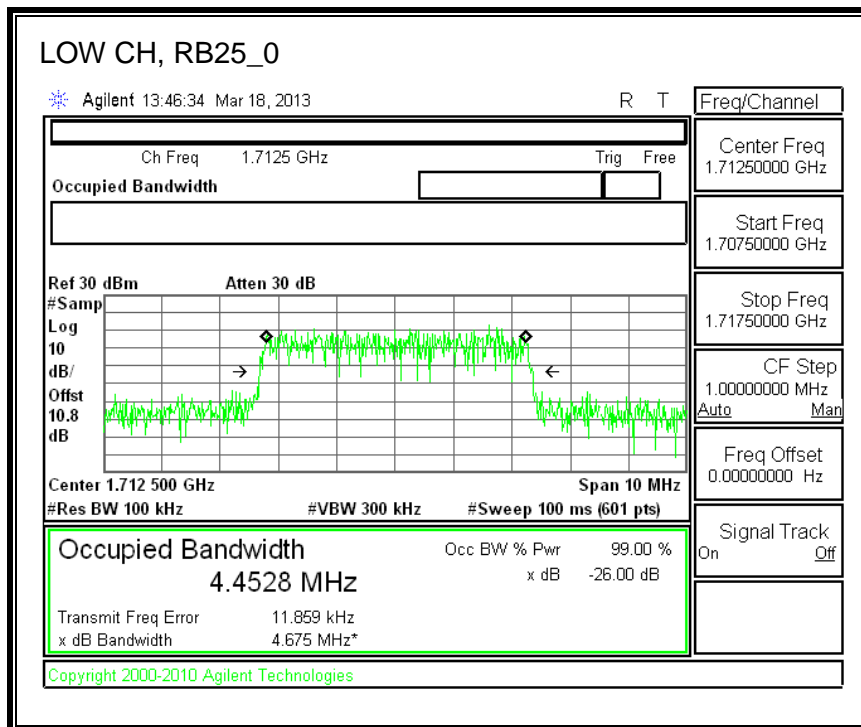 LOW CH, RB25_0
Agilent 13:46:34 Mar 18, 2013 R T
Freq/Channel
Ch Freq 1.7125 GHz Trig Free
Occupied Bandwidth
Center Freq
1.71250000 GHz
Start Freq
1.70750000 GHz
Stop Freq
1.71750000 GHz
CF Step
1.00000000 MHz
Auto Man
Freq Offset
0.00000000 Hz
Signal Track
On Off
Ref 30 dBm Atten 30 dB
#Samp
Log
10
dB/
Offst
10.8
dB
Center 1.712 500 GHz Span 10 MHz
#Res BW 100 kHz #VBW 300 kHz #Sweep 100 ms (601 pts)
Occupied Bandwidth Occ BW % Pwr 99.00 %
4.4528 MHz x dB -26.00 dB
Transmit Freq Error 11.859 kHz
x dB Bandwidth 4.675 MHz*
Copyright 2000-2010 Agilent Technologies